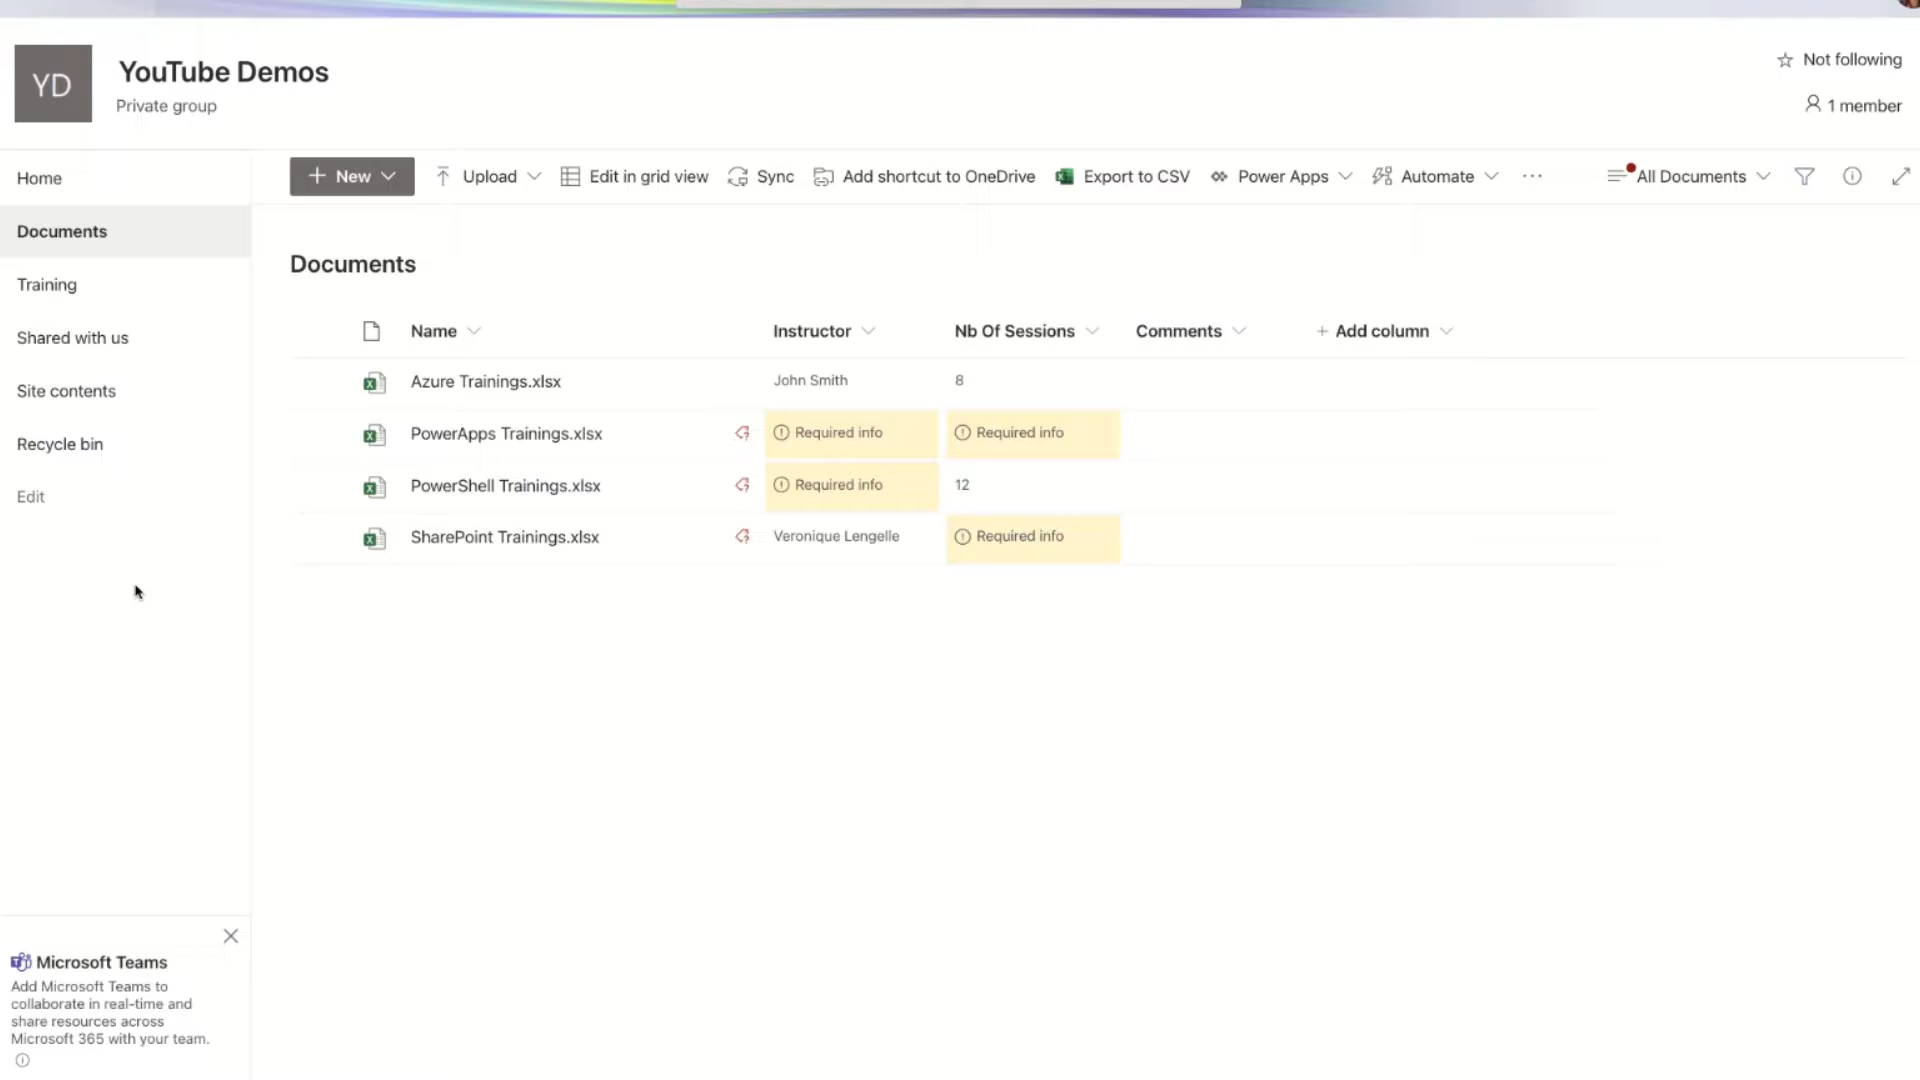 YD
YouTube Demos
Private group
Not following
1 member
Home
Documents
Training
Shared with us
Site contents
Recycle bin
Edit
New
Upload
Edit in grid view
Sync
Add shortcut to OneDrive
Export to CSV
Power Apps
Automate
All Documents
Documents
Name
Instructor
Nb Of Sessions
Comments
+ Add column
Azure Trainings.xlsx
John Smith
8
PowerApps Trainings.xlsx
Required info
Required info
PowerShell Trainings.xlsx
Required info
12
SharePoint Trainings.xlsx
Veronique Lengelle
Required info
Microsoft Teams
Add Microsoft Teams to
collaborate in real-time and
share resources across
Microsoft 365 with your team.